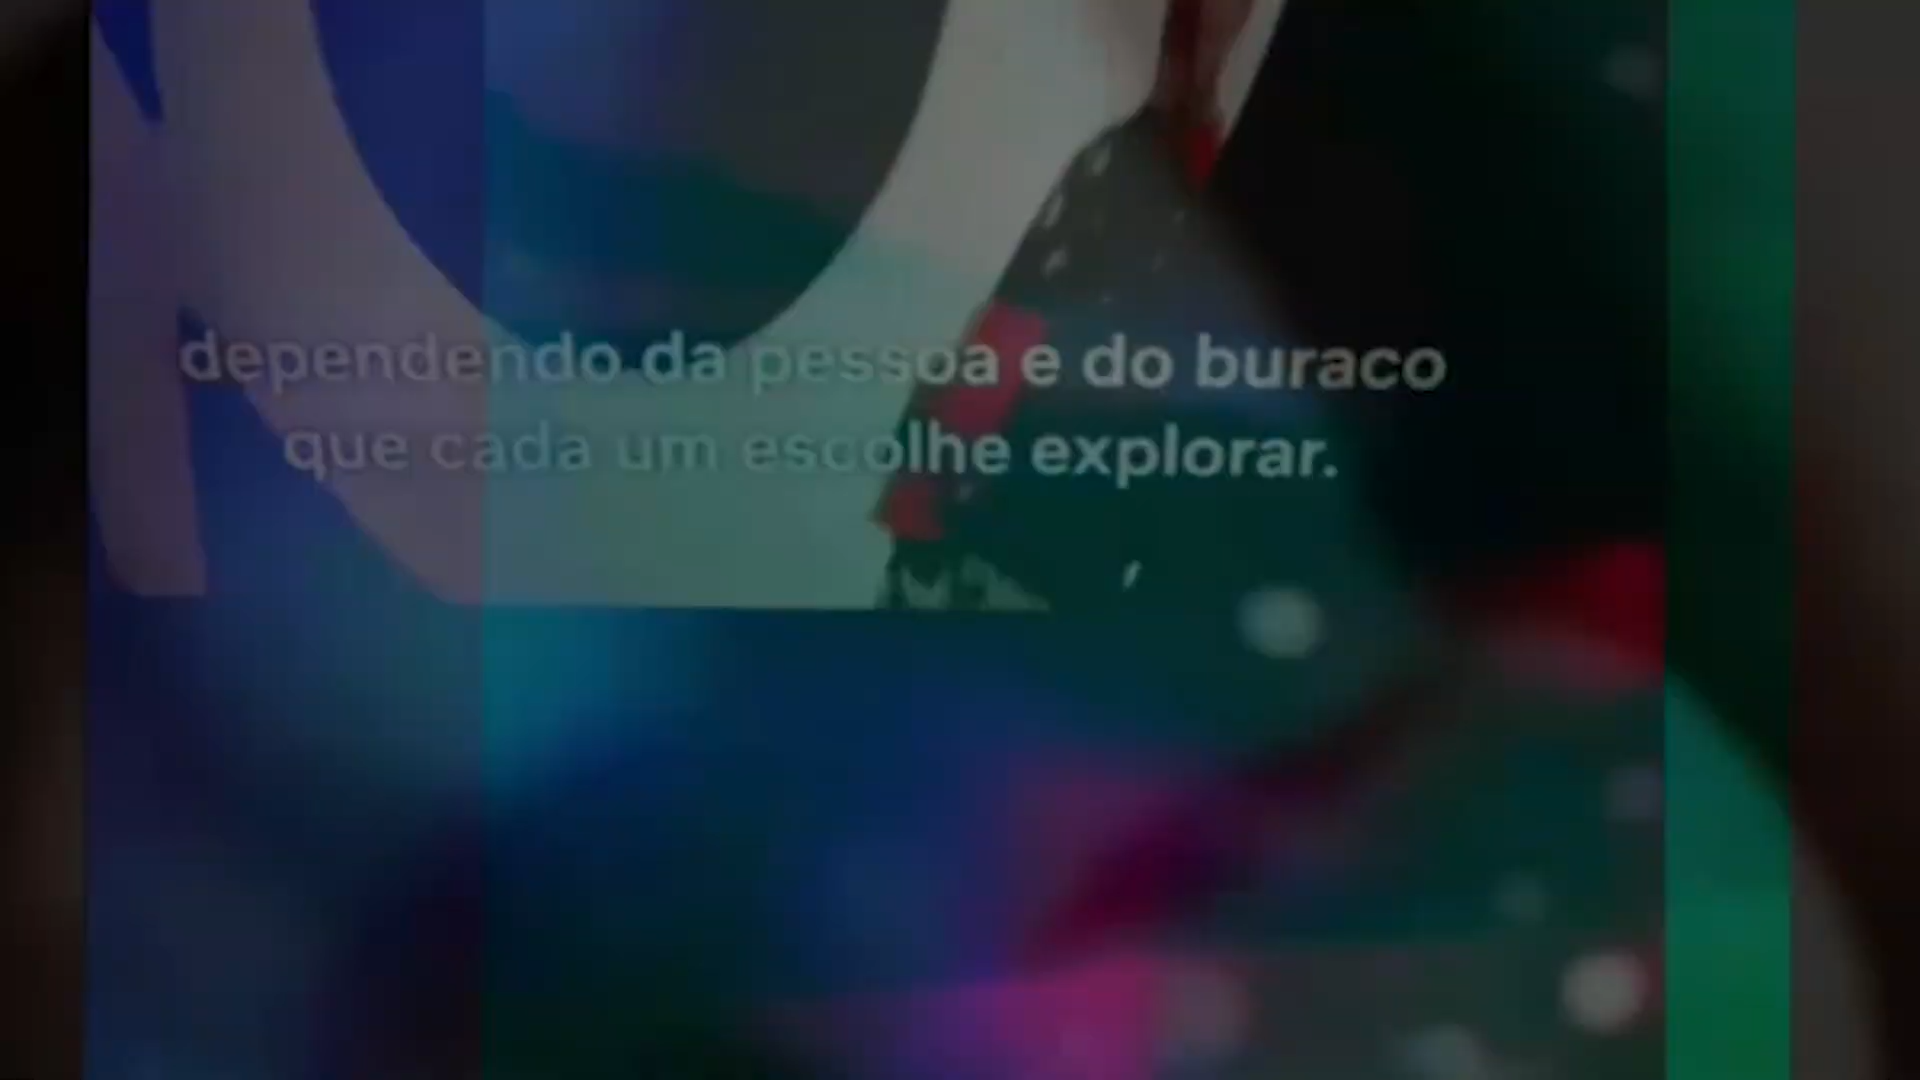 dependendo da pessoa e do buraco
que cada um escolhe explorar.